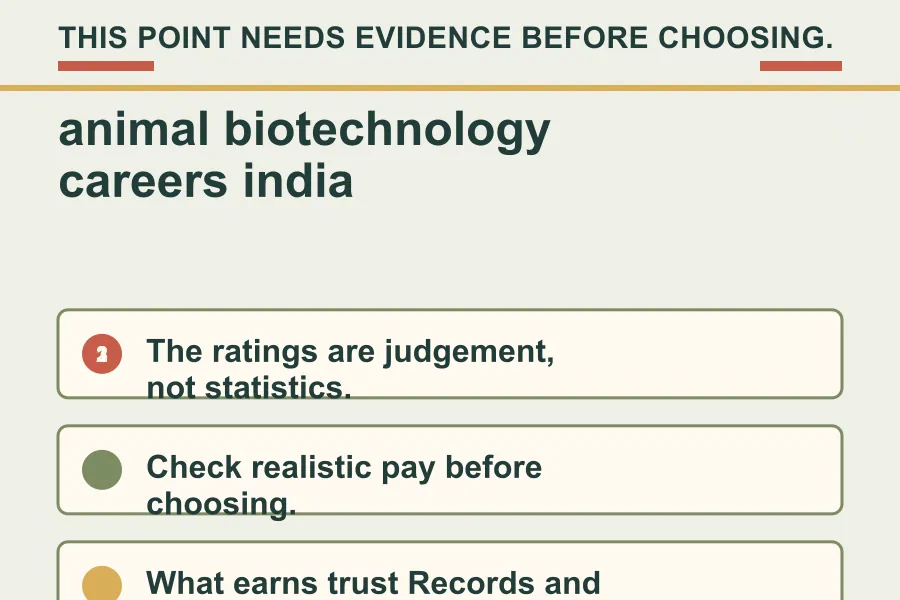 THIS POINT NEEDS EVIDENCE BEFORE CHOOSING.
animal biotechnology
careers india
The ratings are judgement,
not statistics.
Check realistic pay before
choosing.
What earns trust Records and